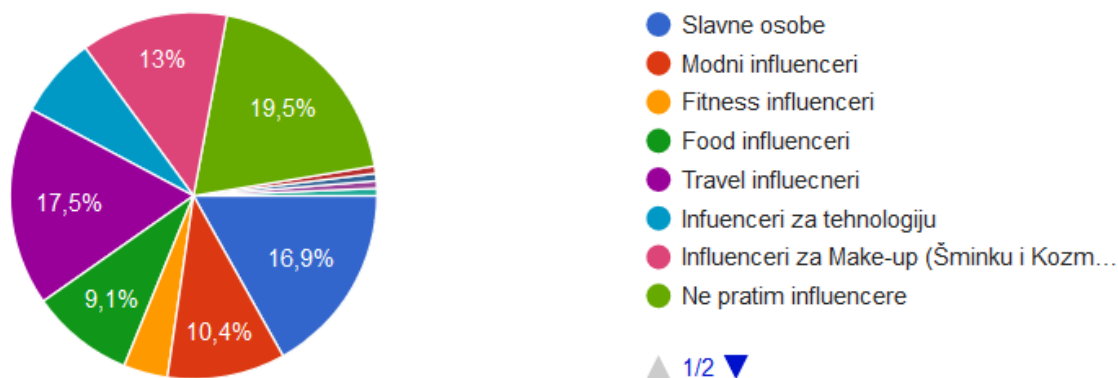 13%
19,5%
17,5%
16,9%
9,1%
10,4%
Slavne osobe
Modni influenceri
Fitness influenceri
Food influenceri
Travel influecneri
Infuenceri za tehnologiju
Influenceri za Make-up (Šminku i Kozm...
Ne pratim influencere
1/2